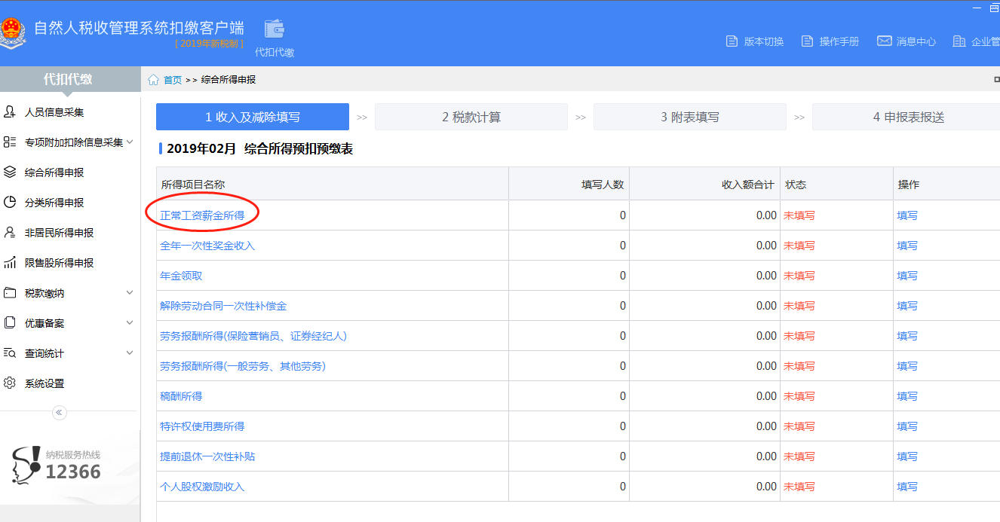 自然人税收管理系统扣缴客户端
[ 2019年新税制 ]
代扣代缴
版本切换
操作手册
消息中心
企业管
代扣代缴
首页 >> 综合所得申报
人员信息采集
专项附加扣除信息采集
综合所得申报
分类所得申报
非居民所得申报
限售股所得申报
税款缴纳
优惠备案
查询统计
系统设置
纳税服务热线
12366
1 收入及减除填写 >> 2 税款计算 >> 3 附表填写 >> 4 申报表报送
2019年02月 综合所得预扣预缴表
所得项目名称 填写人数 收入额合计 状态 操作
正常工资薪金所得 0 0.00 未填写 填写
全年一次性奖金收入 0 0.00 未填写 填写
年金领取 0 0.00 未填写 填写
解除劳动合同一次性补偿金 0 0.00 未填写 填写
劳务报酬所得(保险营销员、证券经纪人) 0 0.00 未填写 填写
劳务报酬所得(一般劳务、其他劳务) 0 0.00 未填写 填写
稿酬所得 0 0.00 未填写 填写
特许权使用费所得 0 0.00 未填写 填写
提前退休一次性补贴 0 0.00 未填写 填写
个人股权激励收入 0 0.00 未填写 填写